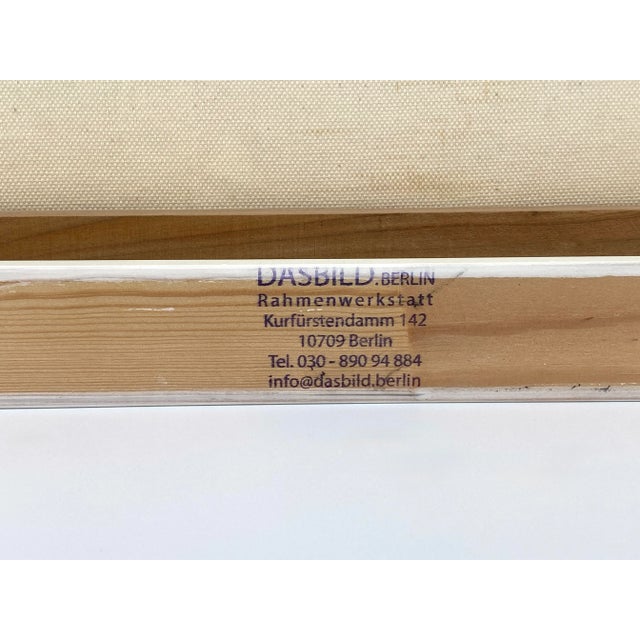 DASBILD.BERLIN
Rahmenwerkstatt
Kurfürstendamm 142
10709 Berlin
Tel. 030 - 890 94 884
info@dasbild.berlin